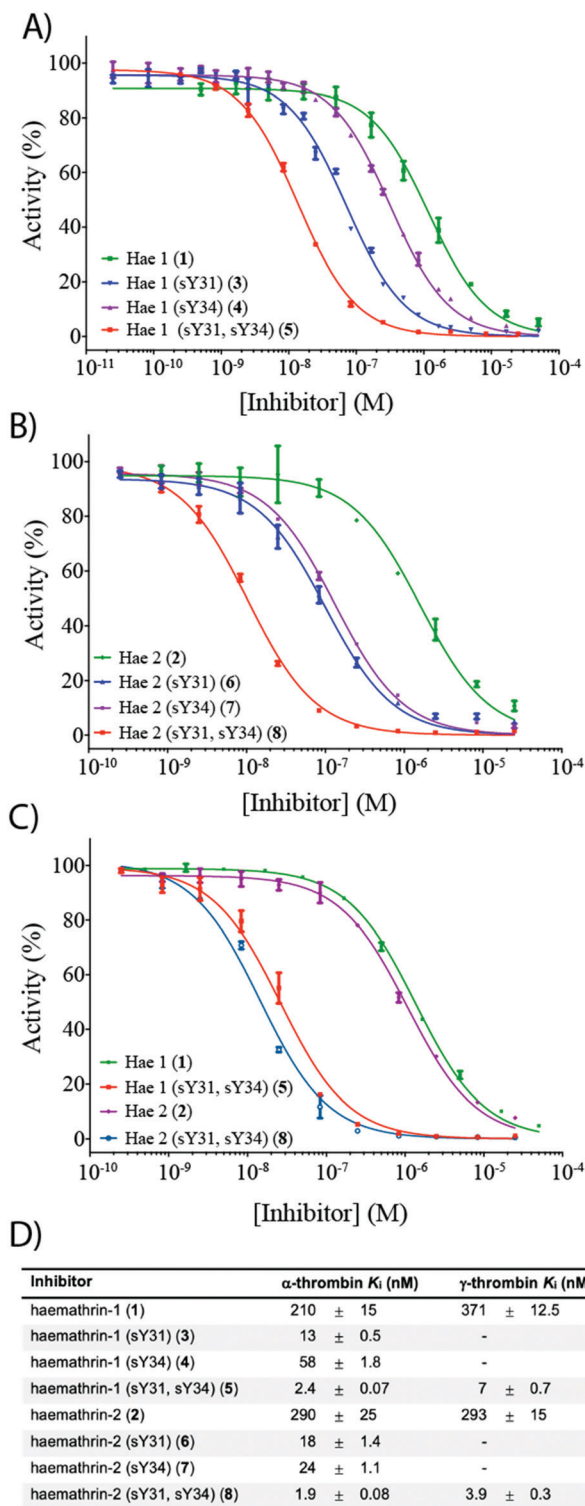 A)
100
80
60
40
20
0
Activity (%)
Hae 1 (1)
Hae 1 (sY31) (3)
Hae 1 (sY34) (4)
Hae 1 (sY31, sY34) (5)
10-11 10-10 10-9 10-8 10-7 10-6 10-5 10-4
[Inhibitor] (M)
B)
100
80
60
40
20
0
Activity (%)
Hae 2 (2)
Hae 2 (sY31) (6)
Hae 2 (sY34) (7)
Hae 2 (sY31, sY34) (8)
10-10 10-9 10-8 10-7 10-6 10-5 10-4
[Inhibitor] (M)
C)
100
80
60
40
20
0
Activity (%)
Hae 1 (1)
Hae 1 (sY31, sY34) (5)
Hae 2 (2)
Hae 2 (sY31, sY34) (8)
10-10 10-9 10-8 10-7 10-6 10-5 10-4
[Inhibitor] (M)
D)
Inhibitor α-thrombin Ki (nM) γ-thrombin Ki (nM)
haemathrin-1 (1) 210 ± 15 371 ± 12.5
haemathrin-1 (sY31) (3) 13 ± 0.5 -
haemathrin-1 (sY34) (4) 58 ± 1.8 -
haemathrin-1 (sY31, sY34) (5) 2.4 ± 0.07 7 ± 0.7
haemathrin-2 (2) 290 ± 25 293 ± 15
haemathrin-2 (sY31) (6) 18 ± 1.4 -
haemathrin-2 (sY34) (7) 24 ± 1.1 -
haemathrin-2 (sY31, sY34) (8) 1.9 ± 0.08 3.9 ± 0.3